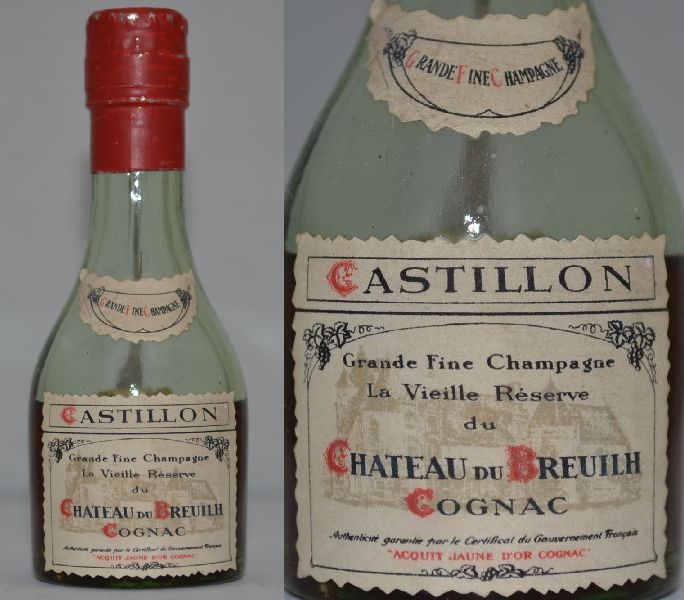 GRANDE FINE CHAMPAGNE
CASTILLON
Grande Fine Champagne
La Vieille Réserve
du
CHATEAU DU BREUILH
COGNAC
Authenticité garantie par le Certificat du Gouvernement Français
"ACQUIT JAUNE D'OR COGNAC"
GRANDE FINE CHAMPAGNE
CASTILLON
Grande Fine Champagne
La Vieille Réserve
du
CHATEAU DU BREUILH
COGNAC
Authenticité garantie par le Certificat du Gouvernement Français
"ACQUIT JAUNE D'OR COGNAC"